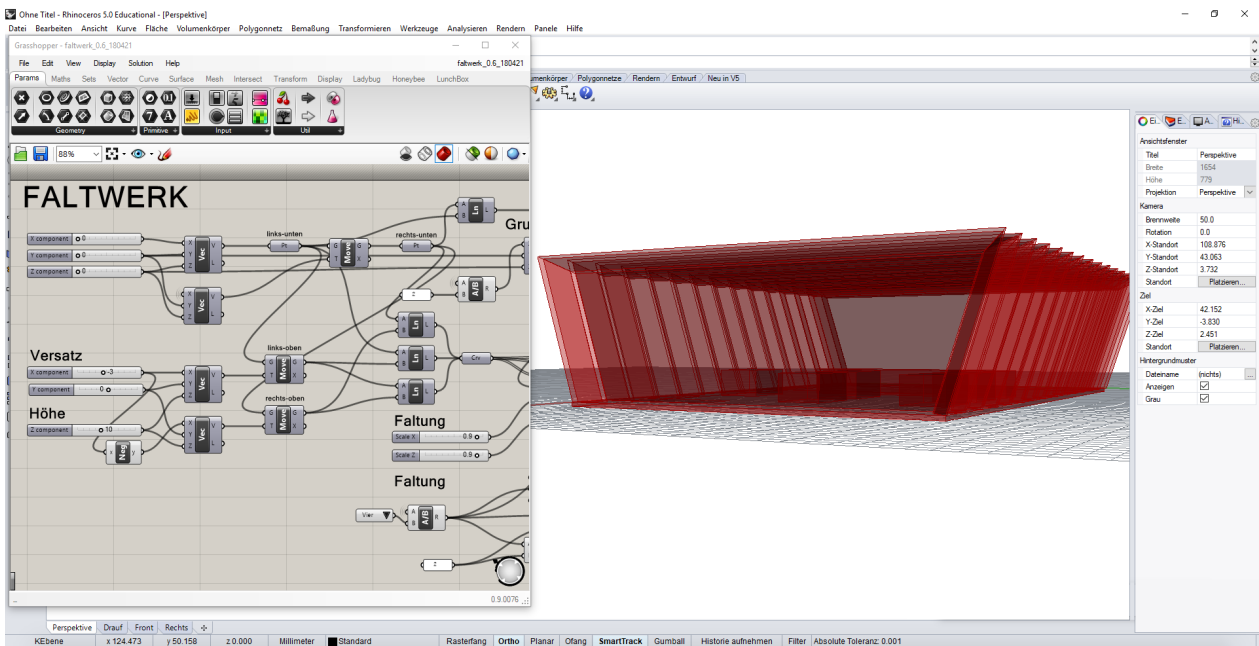 Ohne Titel - Rhinoceros 5.0 Educational - [Perspektive]
Datei Bearbeiten Ansicht Kurve Fläche Volumenkörper Polygonnetz Bemaßung Transformieren Werkzeuge Analysieren Rendern Panele Hilfe
Grasshopper - faltwerk_0.6_180421
File Edit View Display Solution Help faltwerk_0.6_180421
Params Maths Sets Vector Curve Surface Mesh Intersect Transform Display Ladybug Honeybee LunchBox
Geometry + Primitive + Input + Util +
88%
FALTWERK
X component 0
Y component 0
Z component 0
X Y Z Vec V L
X Y Z Vec V L
links-unten
Pt
G T Move G X
rechts-unten
Pt
A B Ln L
Gru
2
A B A/B R
A B Ln L
A B Ln L
A B Ln L
Crv
Versatz
X component -3
Y component 0
Höhe
Z component 10
x Neg y
X Y Z Vec V L
X Y Z Vec V L
links-oben
G T Move G X
rechts-oben
G T Move G X
Faltung
Scale X 0.9
Scale Z 0.9
Faltung
Vier
A B A/B R
2
0.9.0076
umenkörper Polygonnetze Rendern Entwurf Neu in V5
Ei.. E.. A.. Hi..
Ansichtsfenster
Titel Perspektive
Breite 1654
Höhe 779
Projektion Perspektive
Kamera
Brennweite 50.0
Rotation 0.0
X-Standort 108.876
Y-Standort 43.063
Z-Standort 3.732
Standort Platzieren...
Ziel
X-Ziel 42.152
Y-Ziel -3.830
Z-Ziel 2.451
Standort Platzieren...
Hintergrundmuster
Dateiname (nichts) ...
Anzeigen
Grau
Perspektive Drauf Front Rechts
KEbene x 124.473 y 50.158 z 0.000 Millimeter Standard Rasterfang Ortho Planar Ofang SmartTrack Gumball Historie aufnehmen Filter Absolute Toleranz: 0.001